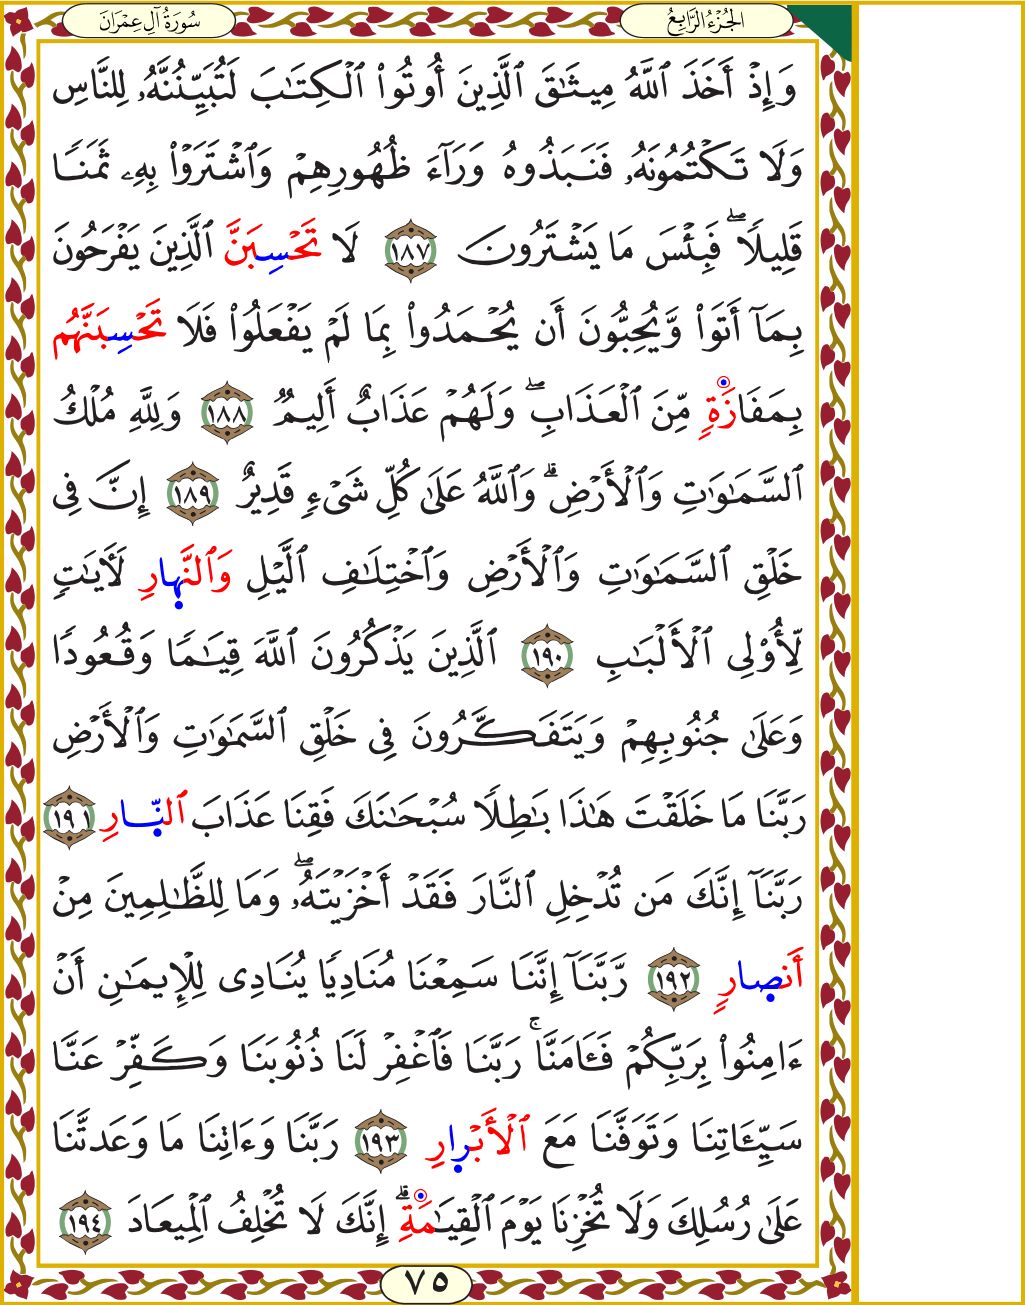 سُورَةُ آلِ عِمْرَانَ
الجُزْءُ الرَّابِعُ
وَإِذْ أَخَذَ ٱللَّهُ مِيثَٰقَ ٱلَّذِينَ أُوتُوا۟ ٱلْكِتَٰبَ لَتُبَيِّنُنَّهُۥ لِلنَّاسِ
وَلَا تَكْتُمُونَهُۥ فَنَبَذُوهُ وَرَآءَ ظُهُورِهِمْ وَٱشْتَرَوْا۟ بِهِۦ ثَمَنًا
قَلِيلًاۖ فَبِئْسَ مَا يَشْتَرُونَ ١٨٧ لَا تَحْسِبَنَّ ٱلَّذِينَ يَفْرَحُونَ
بِمَآ أَتَوا۟ وَّيُحِبُّونَ أَن يُحْمَدُوا۟ بِمَا لَمْ يَفْعَلُوا۟ فَلَا تَحْسِبَنَّهُم
بِمَفَازَةٍ مِّنَ ٱلْعَذَابِۖ وَلَهُمْ عَذَابٌ أَلِيمٌ ١٨٨ وَلِلَّهِ مُلْكُ
ٱلسَّمَٰوَٰتِ وَٱلْأَرْضِۗ وَٱللَّهُ عَلَىٰ كُلِّ شَىْءٍ قَدِيرٌ ١٨٩ إِنَّ فِى
خَلْقِ ٱلسَّمَٰوَٰتِ وَٱلْأَرْضِ وَٱخْتِلَٰفِ ٱلَّيْلِ وَٱلنَّهارِ لَءَايَٰتٍ
لِّأُو۟لِى ٱلْأَلْبَٰبِ ١٩٠ ٱلَّذِينَ يَذْكُرُونَ ٱللَّهَ قِيَٰمًا وَقُعُودًا
وَعَلَىٰ جُنُوبِهِمْ وَيَتَفَكَّرُونَ فِى خَلْقِ ٱلسَّمَٰوَٰتِ وَٱلْأَرْضِ
رَبَّنَا مَا خَلَقْتَ هَٰذَا بَٰطِلًا سُبْحَٰنَكَ فَقِنَا عَذَابَ ٱلنّارِ ١٩١
رَبَّنَآ إِنَّكَ مَن تُدْخِلِ ٱلنَّارَ فَقَدْ أَخْزَيْتَهُۥۖ وَمَا لِلظَّٰلِمِينَ مِنْ
أَنصارٍ ١٩٢ رَّبَّنَآ إِنَّنَا سَمِعْنَا مُنَادِيًا يُنَادِى لِلْإِيمَٰنِ أَنْ
ءَامِنُوا۟ بِرَبِّكُمْ فَـَٔامَنَّاۚ رَبَّنَا فَٱغْفِرْ لَنَا ذُنُوبَنَا وَكَفِّرْ عَنَّا
سَيِّـَٔاتِنَا وَتَوَفَّنَا مَعَ ٱلْأَبْرارِ ١٩٣ رَبَّنَا وَءَاتِنَا مَا وَعَدتَّنَا
عَلَىٰ رُسُلِكَ وَلَا تُخْزِنَا يَوْمَ ٱلْقِيَٰمَةِۗ إِنَّكَ لَا تُخْلِفُ ٱلْمِيعَادَ ١٩٤
٧٥